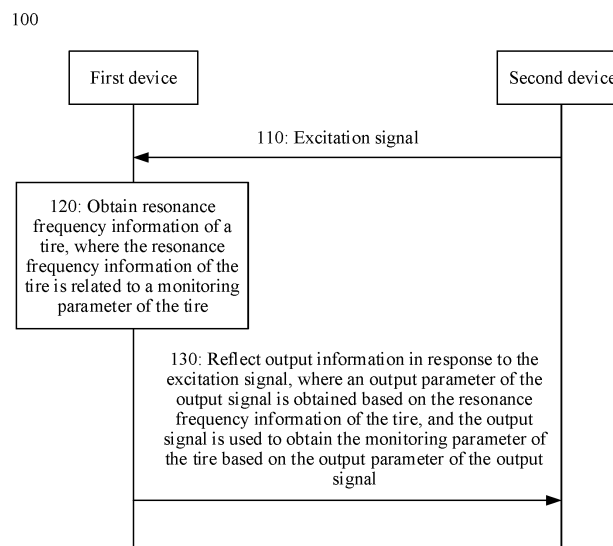 100
First device
Second device
110: Excitation signal
120: Obtain resonance
frequency information of a
tire, where the resonance
frequency information of the
tire is related to a monitoring
parameter of the tire
130: Reflect output information in response to the
excitation signal, where an output parameter of the
output signal is obtained based on the resonance
frequency information of the tire, and the output
signal is used to obtain the monitoring parameter of
the tire based on the output parameter of the output
signal